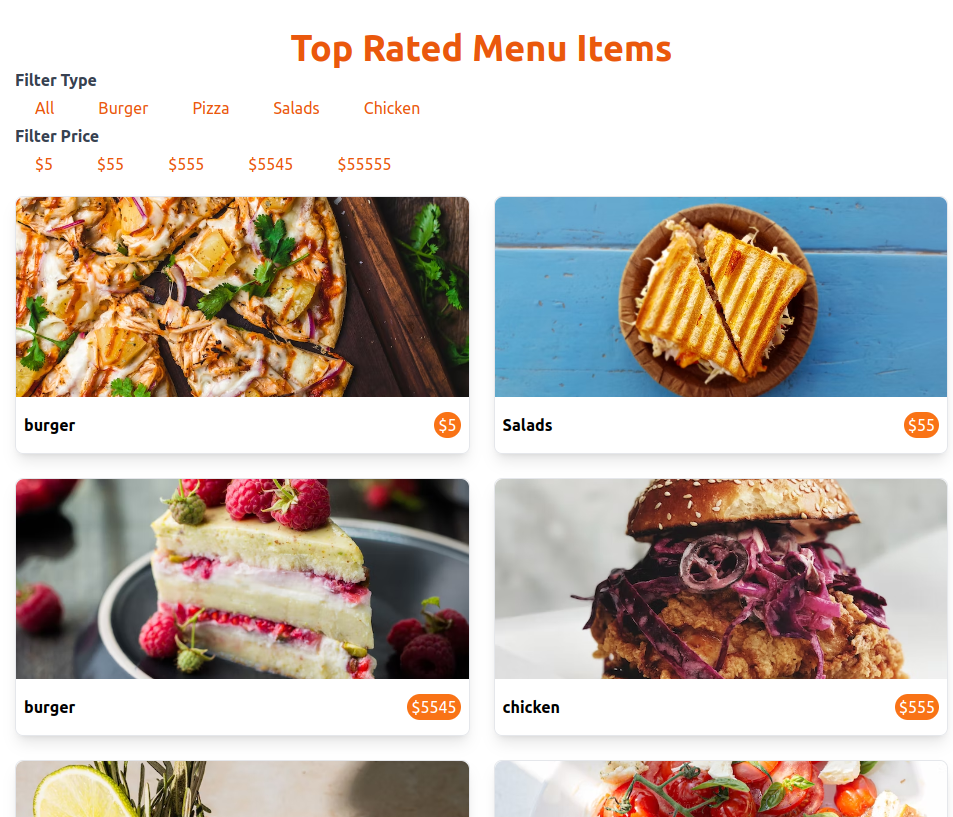 Top Rated Menu Items
Filter Type
All Burger Pizza Salads Chicken
Filter Price
$5 $55 $555 $5545 $55555
burger $5
Salads $55
burger $5545
chicken $555